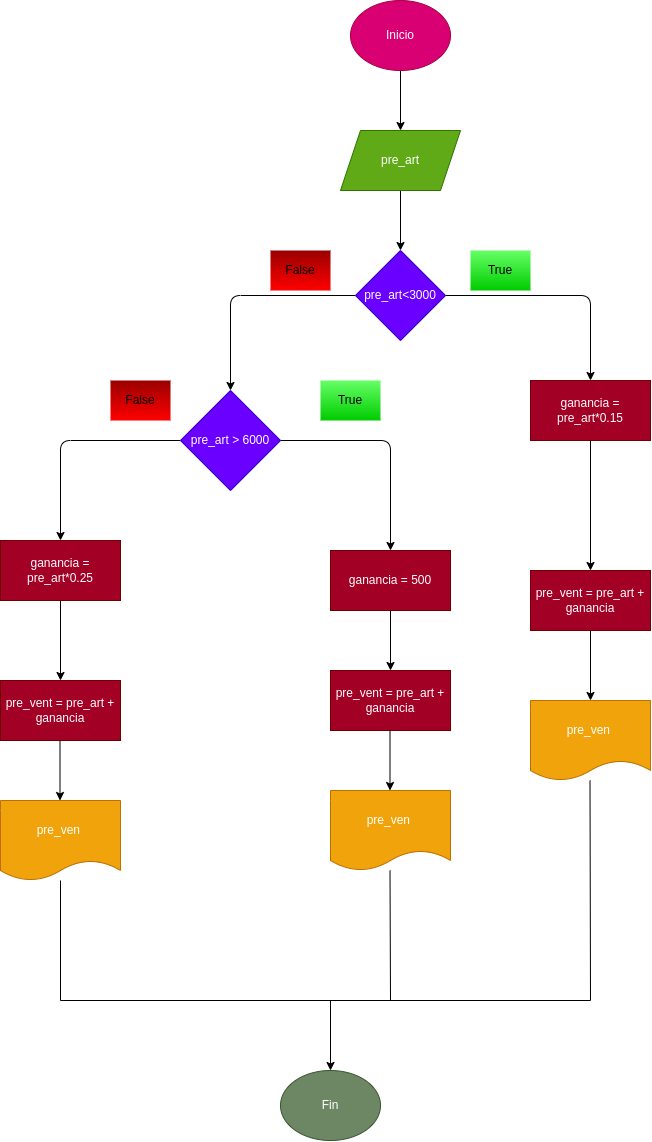 Inicio
pre_art
False
True
pre_art<3000
False
True
ganancia =
pre_art*0.15
pre_art > 6000
ganancia =
pre_art*0.25
ganancia = 500
pre_vent = pre_art +
ganancia
pre_vent = pre_art +
ganancia
pre_vent = pre_art +
ganancia
pre_ven
pre_ven
pre_ven
Fin